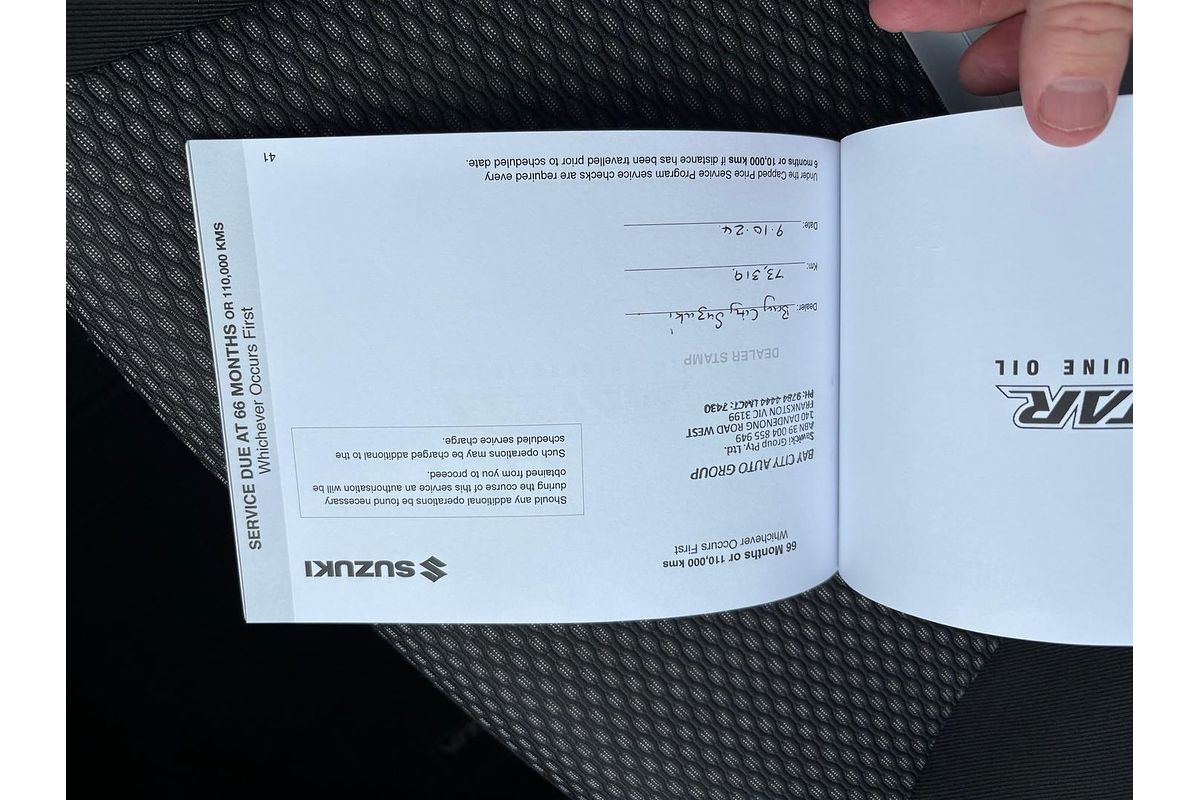 SUZUKI
66 Months or 110,000 kms
Whichever Occurs First
Should any additional operations be found necessary
during the course of this service an authorisation will be
obtained from you to proceed.
Such operations may be charged additional to the
scheduled service charge.
BAY CITY AUTO GROUP
Sawicki Group Pty. Ltd.
ABN 39 004 855 949
140 DANDENONG ROAD WEST
FRANKSTON VIC 3199
PH: 9784 4444 LMCT: 7430
DEALER STAMP
Dealer: Bay City Suzuki
Km: 73,319
Date: 9.10.24
Under the Capped Price Service Program service checks are required every
6 months or 10,000 kms if distance has been travelled prior to scheduled date.
41
SERVICE DUE AT 66 MONTHS OR 110,000 KMS
Whichever Occurs First
TAR
UINE OIL